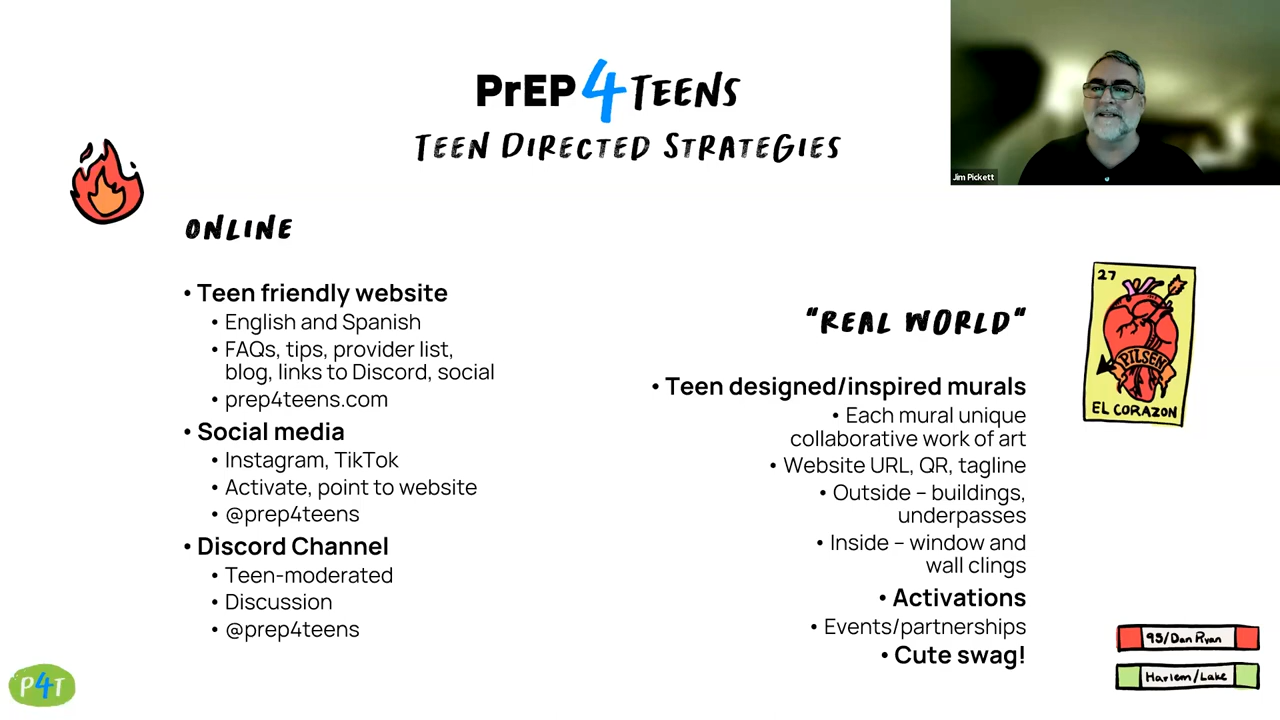 PrEP4TEENS
TEEN DIRECTED STRATEGIES
Jim Pickett
ONLINE
• Teen friendly website
• English and Spanish
• FAQs, tips, provider list,
blog, links to Discord, social
• prep4teens.com
• Social media
• Instagram, TikTok
• Activate, point to website
• @prep4teens
• Discord Channel
• Teen-moderated
• Discussion
• @prep4teens
"REAL WORLD"
• Teen designed/inspired murals
• Each mural unique
collaborative work of art
• Website URL, QR, tagline
• Outside – buildings,
underpasses
• Inside – window and
wall clings
• Activations
• Events/partnerships
• Cute swag!
27
PILSEN
EL CORAZON
95/Dan Ryan
Harlem/Lake
P4T